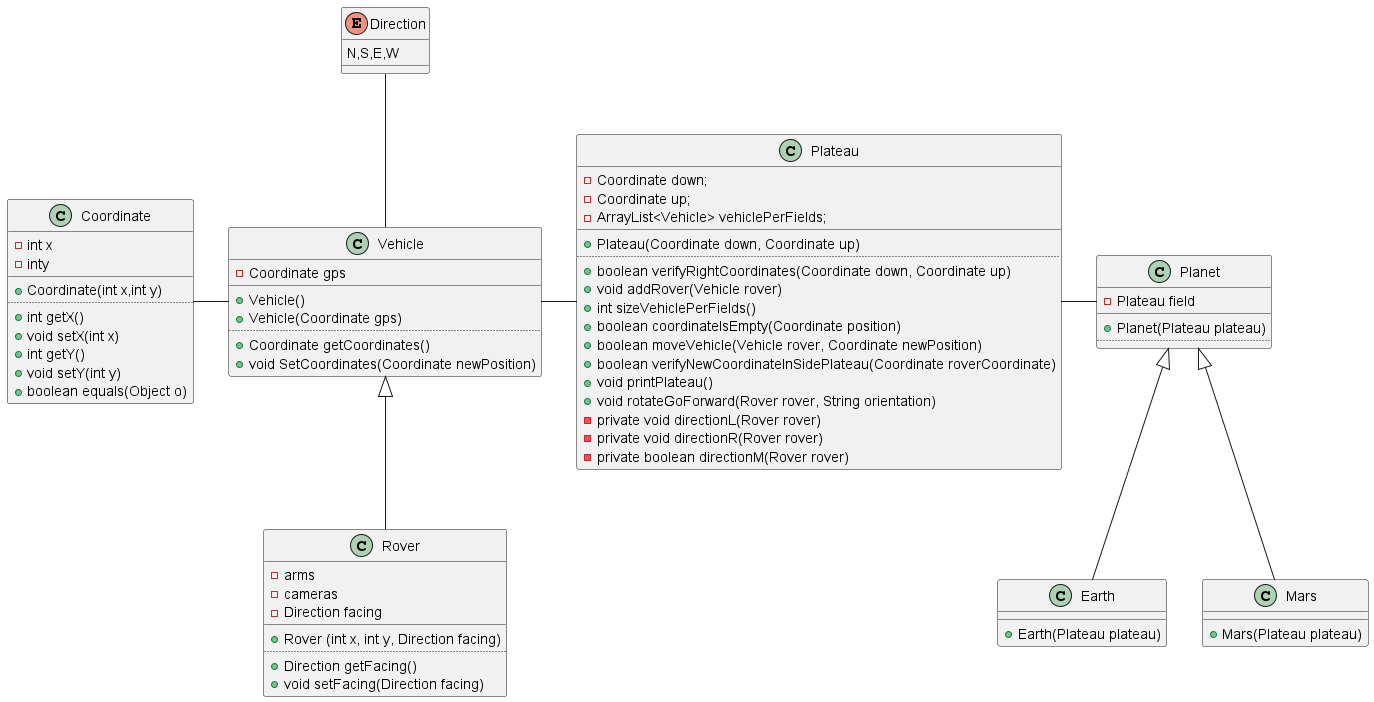 E Direction
N,S,E,W
C Coordinate
int x
inty
Coordinate(int x,int y)
int getX()
void setX(int x)
int getY()
void setY(int y)
boolean equals(Object o)
C Vehicle
Coordinate gps
Vehicle()
Vehicle(Coordinate gps)
Coordinate getCoordinates()
void SetCoordinates(Coordinate newPosition)
C Plateau
Coordinate down;
Coordinate up;
ArrayList<Vehicle> vehiclePerFields;
Plateau(Coordinate down, Coordinate up)
boolean verifyRightCoordinates(Coordinate down, Coordinate up)
void addRover(Vehicle rover)
int sizeVehiclePerFields()
boolean coordinateIsEmpty(Coordinate position)
boolean moveVehicle(Vehicle rover, Coordinate newPosition)
boolean verifyNewCoordinateInSidePlateau(Coordinate roverCoordinate)
void printPlateau()
void rotateGoForward(Rover rover, String orientation)
private void directionL(Rover rover)
private void directionR(Rover rover)
private boolean directionM(Rover rover)
C Planet
Plateau field
Planet(Plateau plateau)
C Rover
arms
cameras
Direction facing
Rover (int x, int y, Direction facing)
Direction getFacing()
void setFacing(Direction facing)
C Earth
Earth(Plateau plateau)
C Mars
Mars(Plateau plateau)